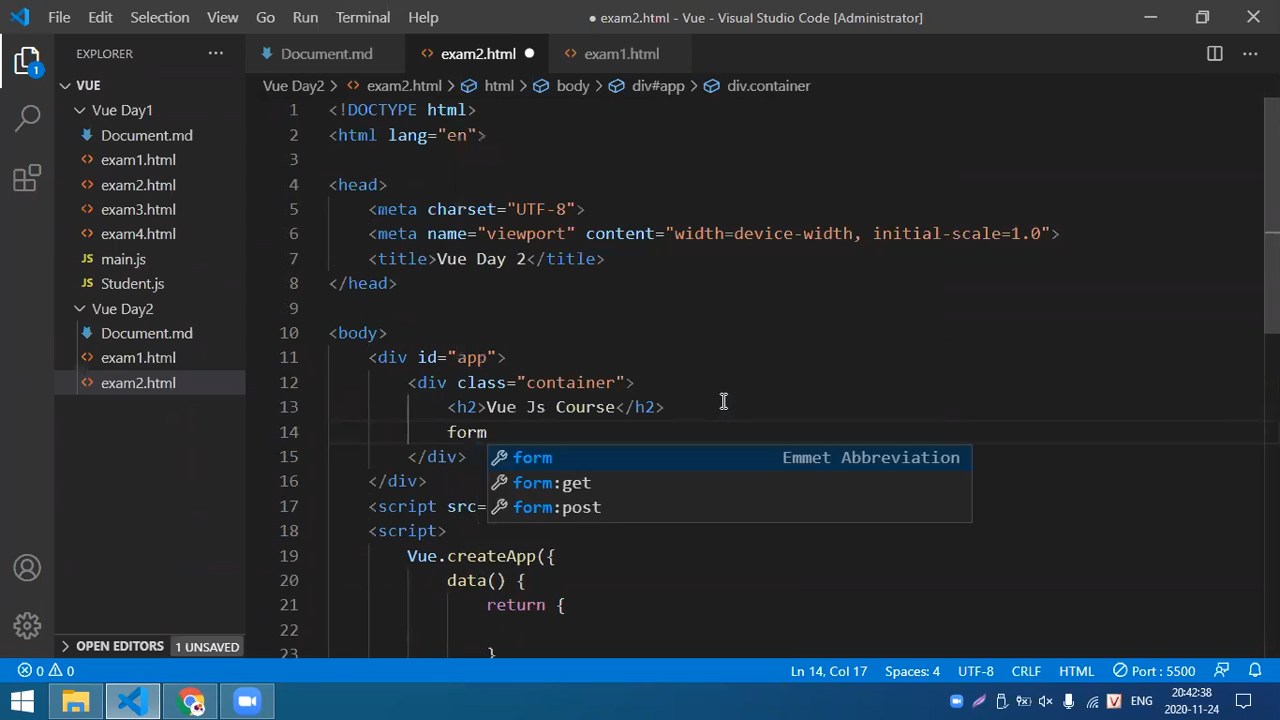 File Edit Selection View Go Run Terminal Help ● exam2.html - Vue - Visual Studio Code [Administrator]
EXPLORER ···
Document.md exam2.html exam1.html ···
VUE
Vue Day2 > exam2.html > html > body > div#app > div.container
Vue Day1
Document.md
exam1.html
exam2.html
exam3.html
exam4.html
main.js
Student.js
Vue Day2
Document.md
exam1.html
exam2.html
1 <!DOCTYPE html>
2 <html lang="en">
3
4 <head>
5 <meta charset="UTF-8">
6 <meta name="viewport" content="width=device-width, initial-scale=1.0">
7 <title>Vue Day 2</title>
8 </head>
9
10 <body>
11 <div id="app">
12 <div class="container">
13 <h2>Vue Js Course</h2>
14 form
15 </div>
16 </div>
17 <script src=
18 <script>
19 Vue.createApp({
20 data() {
21 return {
22
23 }
form Emmet Abbreviation
form:get
form:post
1
OPEN EDITORS 1 UNSAVED
0 0 Ln 14, Col 17 Spaces: 4 UTF-8 CRLF HTML Port : 5500
V ENG 20:42:38
2020-11-24